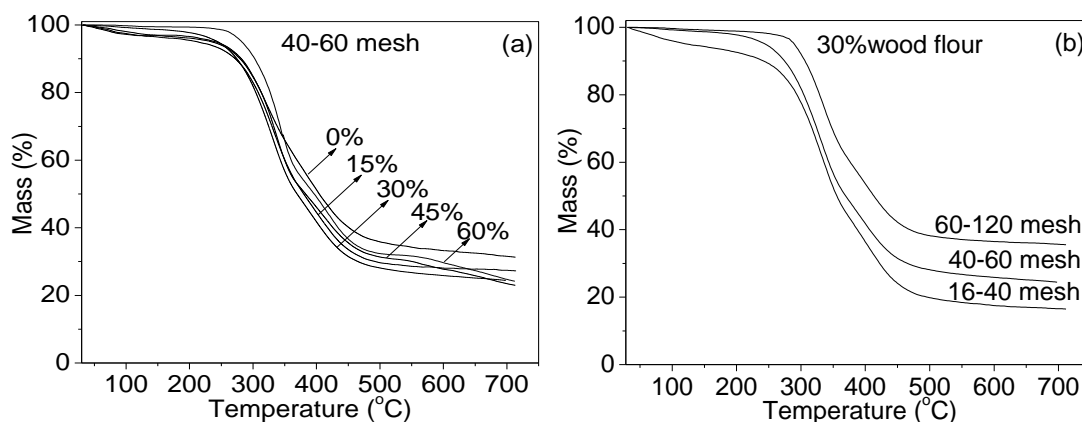 40-60 mesh
(a)
0%
15%
30%
45%
60%
Mass (%)
100
80
60
40
20
0
100 200 300 400 500 600 700
Temperature (°C)
30%wood flour
(b)
60-120 mesh
40-60 mesh
16-40 mesh
Mass (%)
100
80
60
40
20
0
100 200 300 400 500 600 700
Temperature (°C)